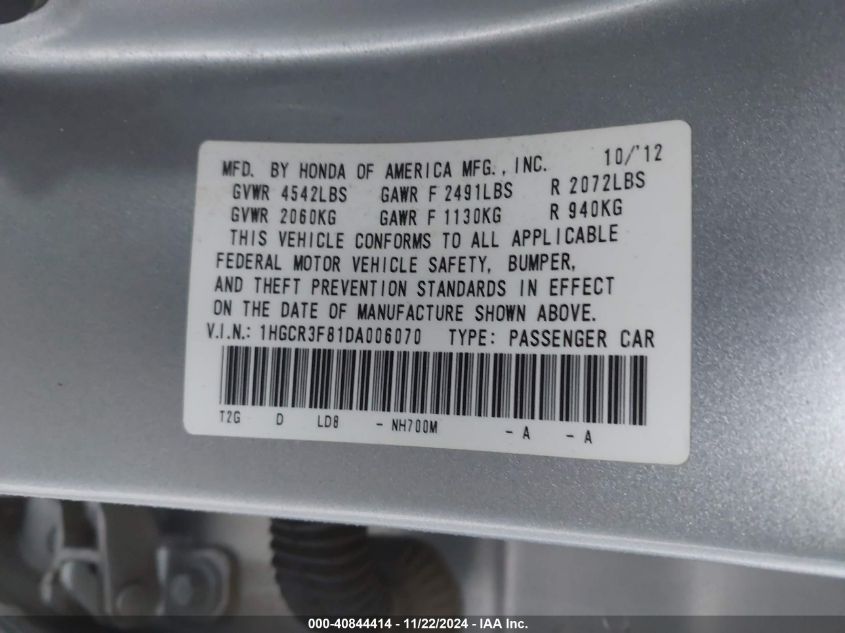 MFD. BY HONDA OF AMERICA MFG., INC. 10/'12
GVWR 4542LBS GAWR F 2491LBS R 2072LBS
GVWR 2060KG GAWR F 1130KG R 940KG
THIS VEHICLE CONFORMS TO ALL APPLICABLE
FEDERAL MOTOR VEHICLE SAFETY, BUMPER,
AND THEFT PREVENTION STANDARDS IN EFFECT
ON THE DATE OF MANUFACTURE SHOWN ABOVE.
V.I.N.: 1HGCR3F81DA006070 TYPE: PASSENGER CAR
T2G D LD8 - NH700M - A - A
000-40844414 - 11/22/2024 - IAA Inc.